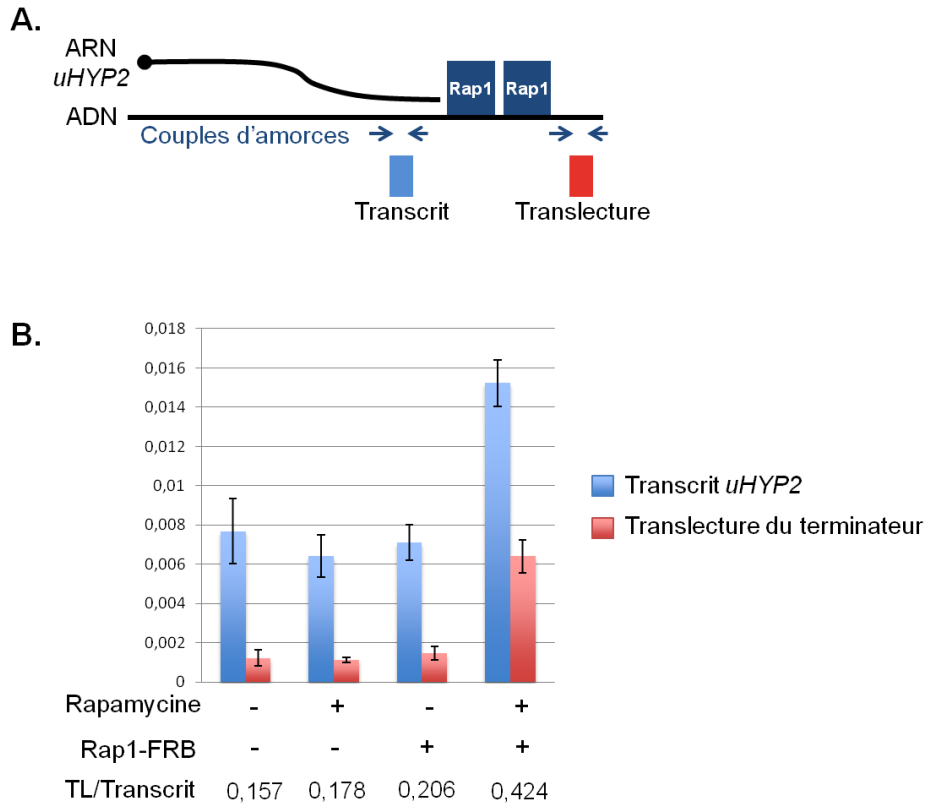 A.
ARN
uHYP2
Rap1 Rap1
ADN
Couples d'amorces
Transcrit Translecture
B.
0,018
0,016
0,014
0,012
0,01
0,008
0,006
0,004
0,002
0
Transcrit uHYP2
Translecture du terminateur
Rapamycine - + - +
Rap1-FRB - - + +
TL/Transcrit 0,157 0,178 0,206 0,424